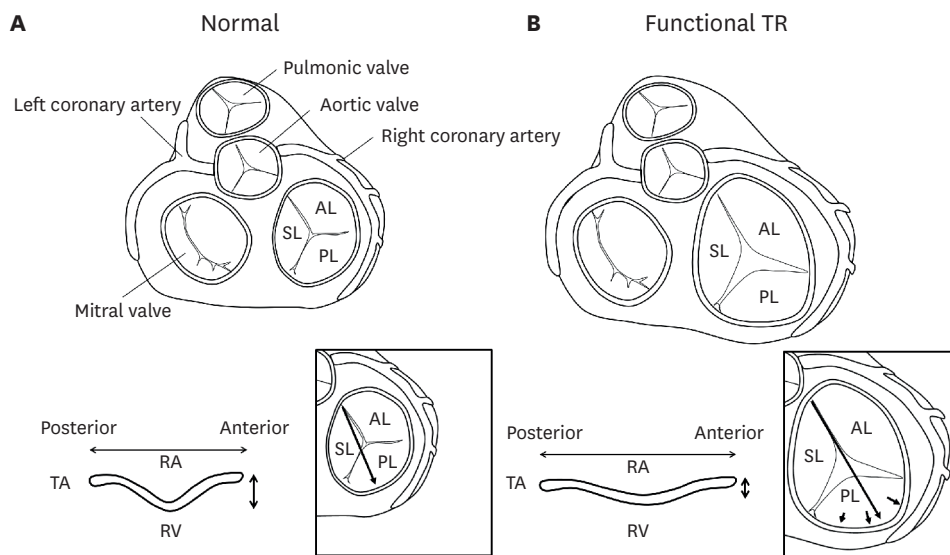 A Normal
Pulmonic valve
Left coronary artery
Aortic valve
Right coronary artery
AL
SL
PL
Mitral valve
Posterior Anterior
RA
TA
RV
AL
SL
PL
B Functional TR
AL
SL
PL
Posterior Anterior
RA
TA
RV
AL
SL
PL